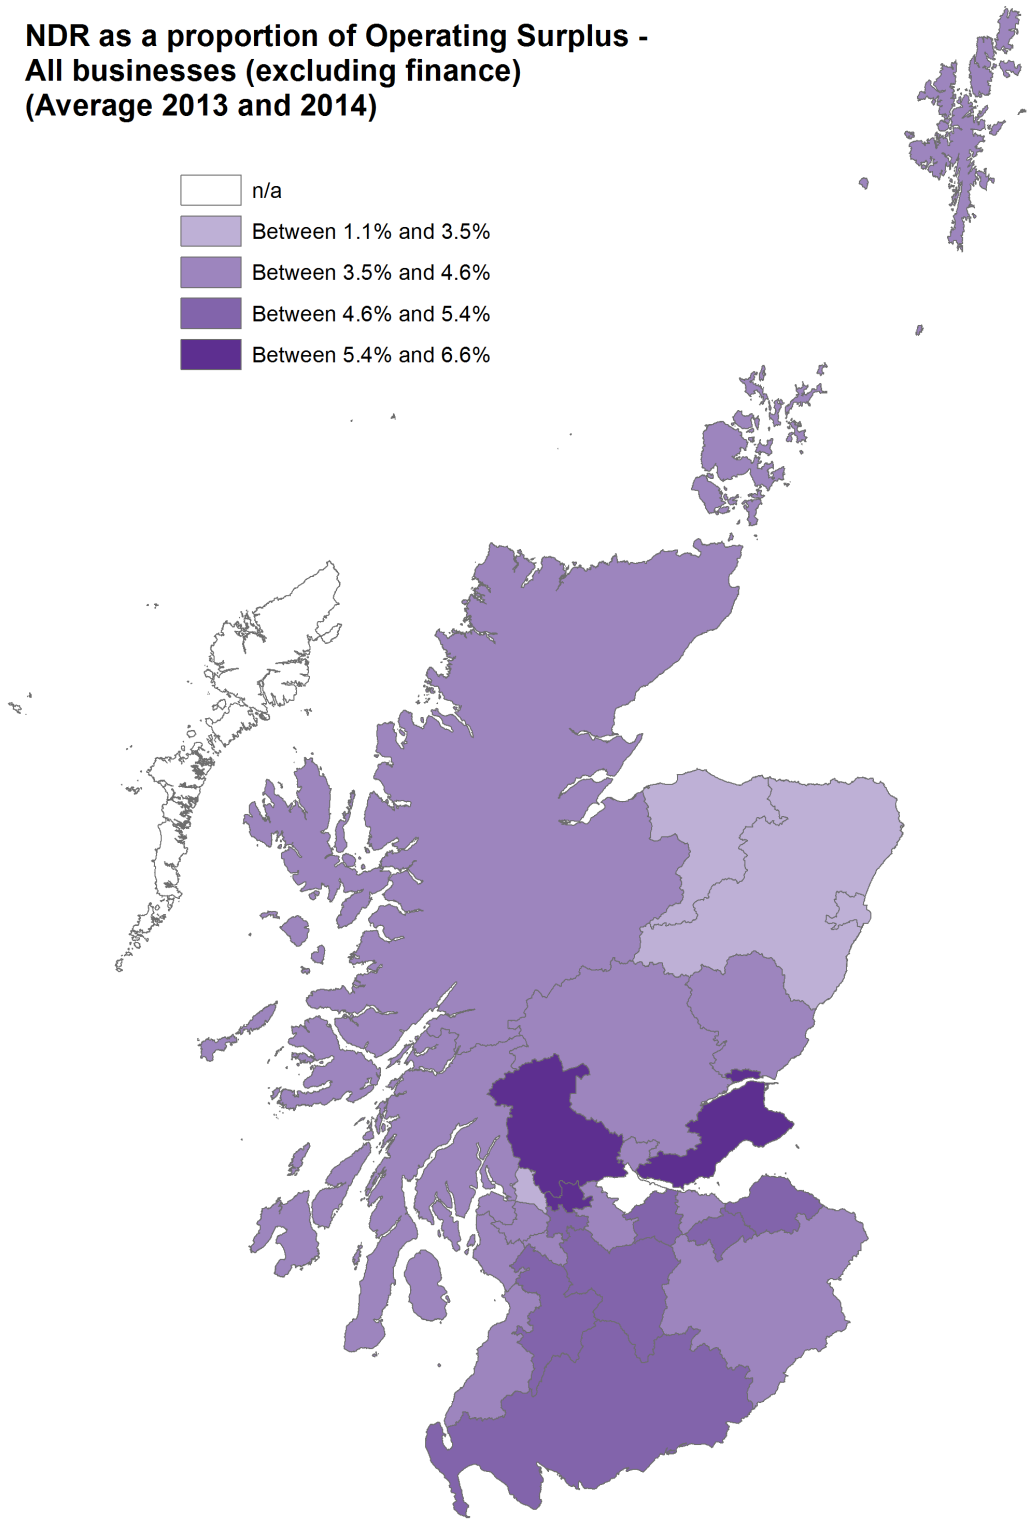 NDR as a proportion of Operating Surplus -
All businesses (excluding finance)
(Average 2013 and 2014)
n/a
Between 1.1% and 3.5%
Between 3.5% and 4.6%
Between 4.6% and 5.4%
Between 5.4% and 6.6%